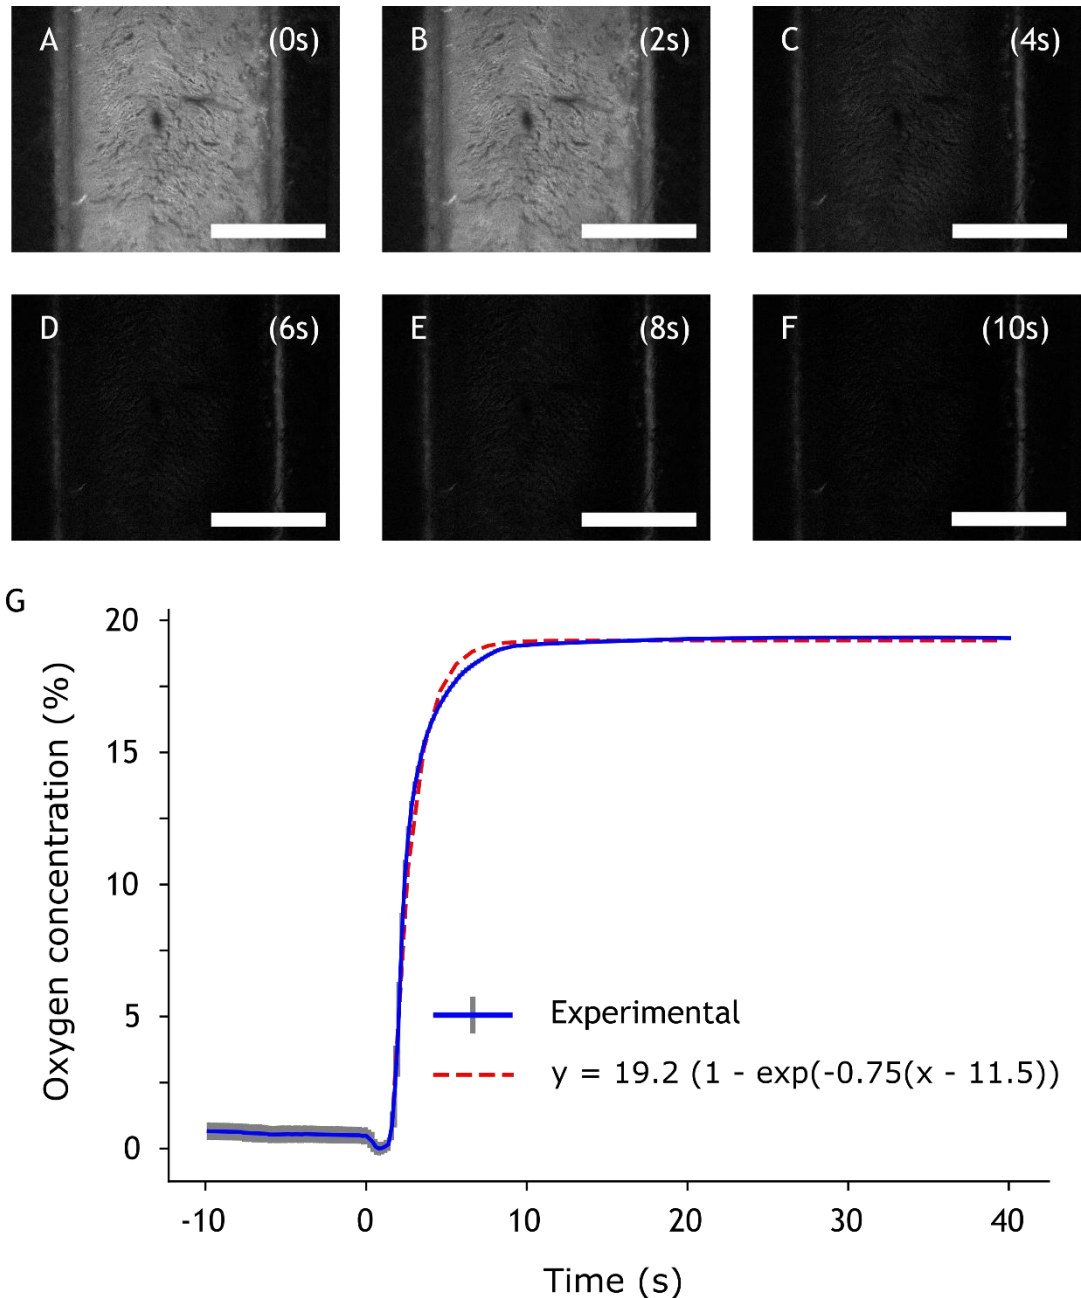 A (0s)
B (2s)
C (4s)
D (6s)
E (8s)
F (10s)
G
20
15
10
5
0
Oxygen concentration (%)
Experimental
y = 19.2 (1 - exp(-0.75(x - 11.5))
-10 0 10 20 30 40
Time (s)